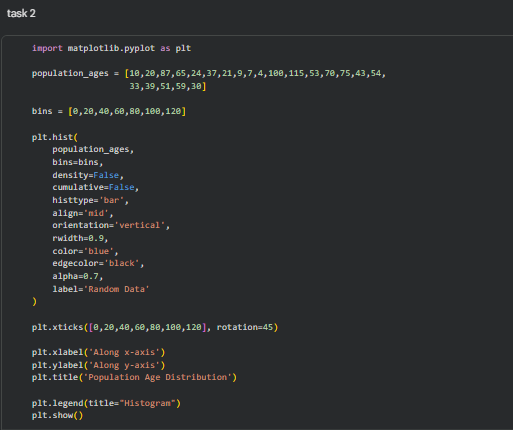 task 2
import matplotlib.pyplot as plt
population_ages = [10,20,87,65,24,37,21,9,7,4,100,115,53,70,75,43,54,
33,39,51,59,30]
bins = [0,20,40,60,80,100,120]
plt.hist(
population_ages,
bins=bins,
density=False,
cumulative=False,
histtype='bar',
align='mid',
orientation='vertical',
rwidth=0.9,
color='blue',
edgecolor='black',
alpha=0.7,
label='Random Data'
)
plt.xticks([0,20,40,60,80,100,120], rotation=45)
plt.xlabel('Along x-axis')
plt.ylabel('Along y-axis')
plt.title('Population Age Distribution')
plt.legend(title="Histogram")
plt.show()